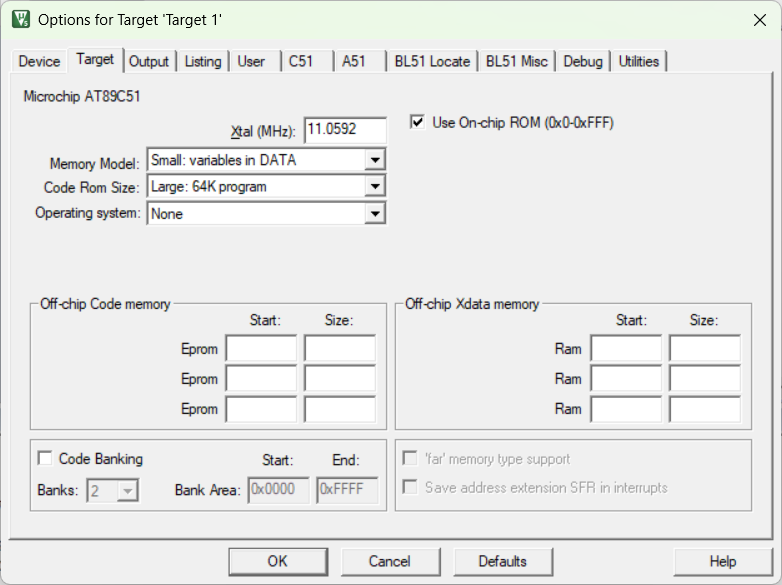 Options for Target 'Target 1'
Device Target Output Listing User C51 A51 BL51 Locate BL51 Misc Debug Utilities
Microchip AT89C51
Xtal (MHz): 11.0592
Use On-chip ROM (0x0-0xFFF)
Memory Model: Small: variables in DATA
Code Rom Size: Large: 64K program
Operating system: None
Off-chip Code memory
Start: Size:
Eprom
Eprom
Eprom
Off-chip Xdata memory
Start: Size:
Ram
Ram
Ram
Code Banking Start: End:
Banks: 2 Bank Area: 0x0000 0xFFFF
'far' memory type support
Save address extension SFR in interrupts
OK Cancel Defaults Help